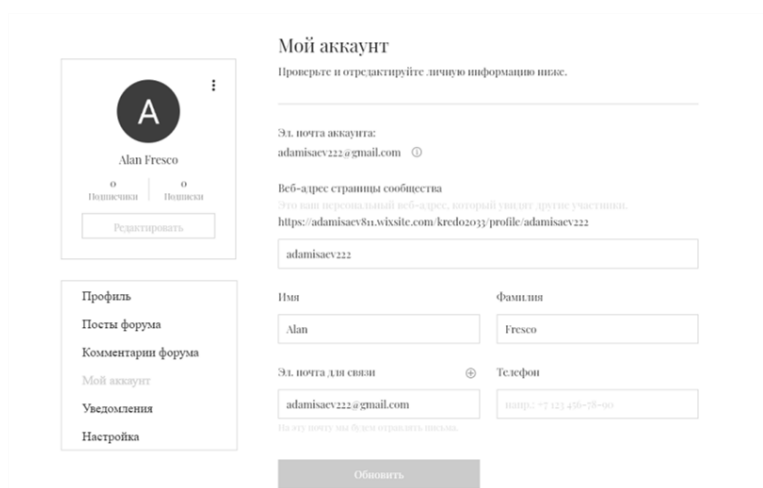 A
Alan Fresco
0 0
Подписчики Подписки
Редактировать
Профиль
Посты форума
Комментарии форума
Мой аккаунт
Уведомления
Настройка
Мой аккаунт
Проверьте и отредактируйте личную информацию ниже.
Эл. почта аккаунта:
adamisaev222@gmail.com
Веб-адрес страницы сообщества
Это ваш персональный веб-адрес, который увидят другие участники.
https://adamisaev811.wixsite.com/kredo2033/profile/adamisaev222
adamisaev222
Имя Фамилия
Alan Fresco
Эл. почта для связи Телефон
adamisaev222@gmail.com напр.: +7 123 456-78-90
На эту почту мы будем отправлять письма.
Обновить